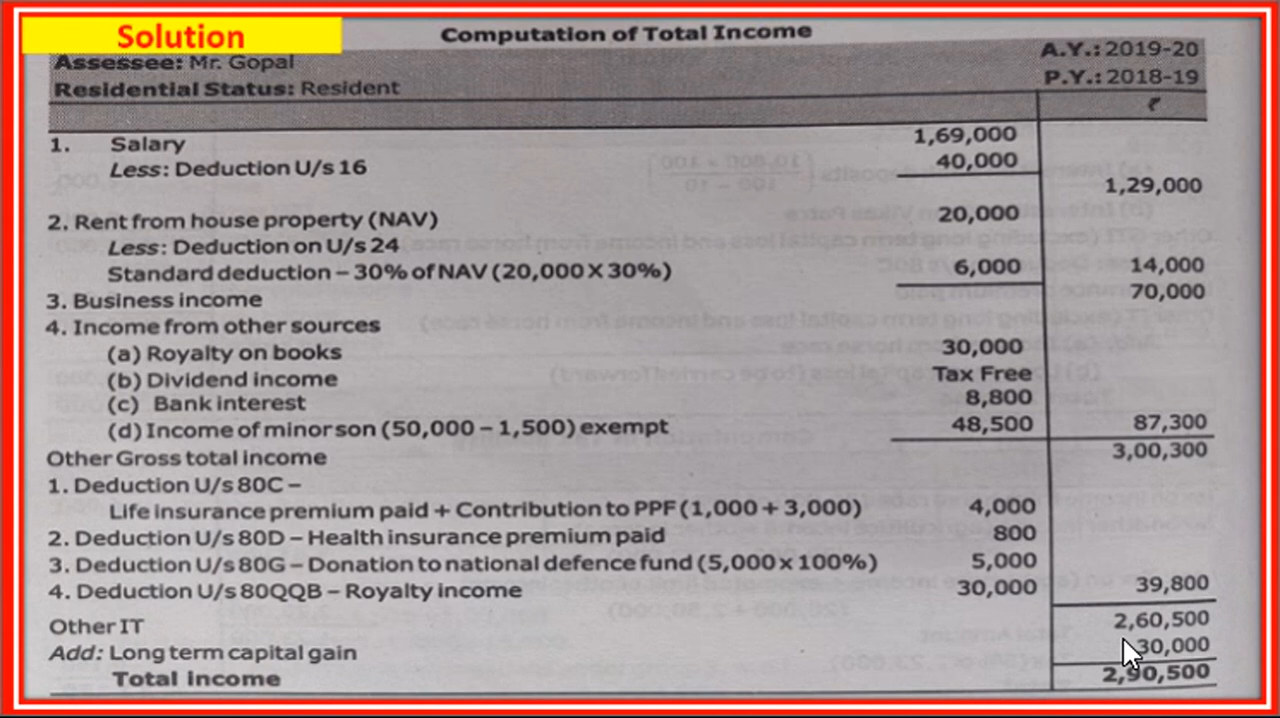 Solution
Computation of Total Income
Assessee: Mr. Gopal
A.Y.: 2019-20
Residential Status: Resident
P.Y.: 2018-19
₹
1. Salary 1,69,000
Less: Deduction U/s 16 40,000
1,29,000
2. Rent from house property (NAV) 20,000
Less: Deduction on U/s 24
Standard deduction – 30% of NAV (20,000 X 30%) 6,000 14,000
3. Business income 70,000
4. Income from other sources
(a) Royalty on books 30,000
(b) Dividend income Tax Free
(c) Bank interest 8,800
(d) Income of minor son (50,000 – 1,500) exempt 48,500 87,300
Other Gross total income 3,00,300
1. Deduction U/s 80C –
Life insurance premium paid + Contribution to PPF (1,000 + 3,000) 4,000
2. Deduction U/s 80D – Health insurance premium paid 800
3. Deduction U/s 80G – Donation to national defence fund (5,000 x 100%) 5,000
4. Deduction U/s 80QQB – Royalty income 30,000 39,800
Other IT 2,60,500
Add: Long term capital gain 30,000
Total Income 2,90,500